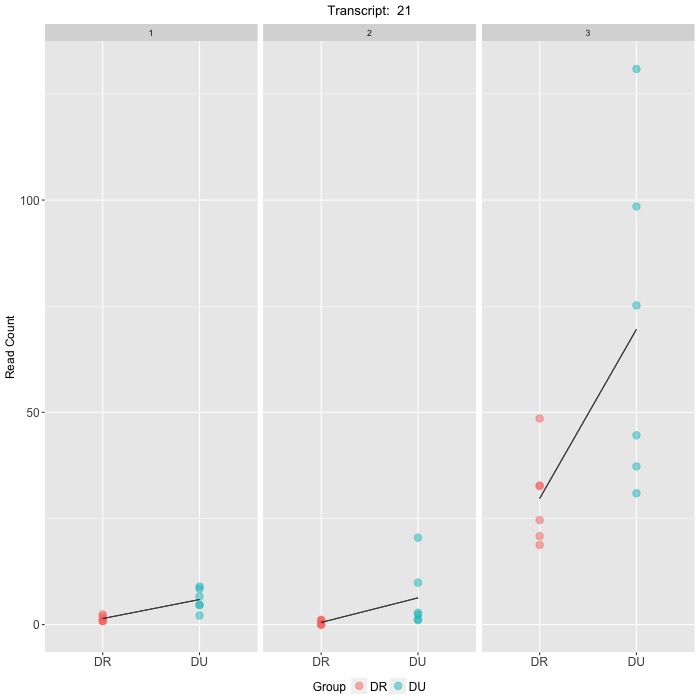 Transcript:  21
1 2 3
Read Count
100
50
0
DR DU DR DU DR DU
Group DR DU